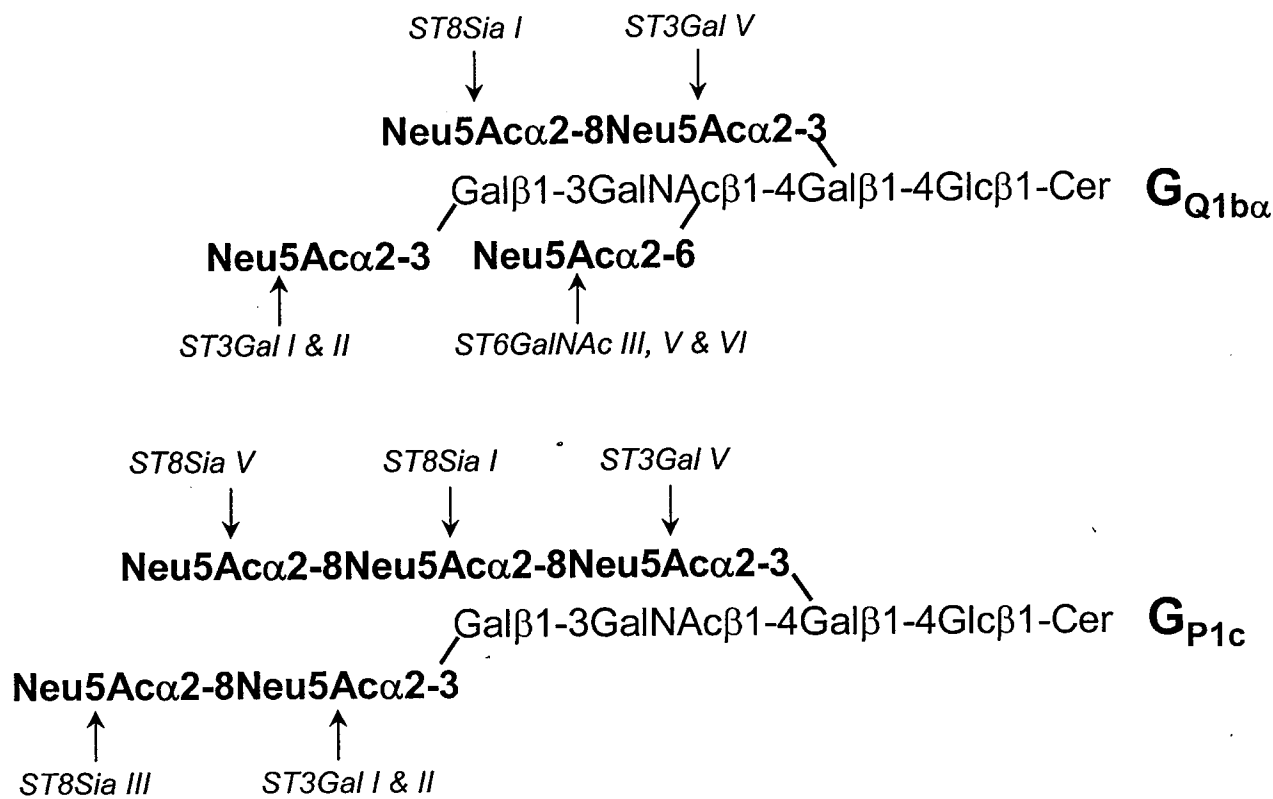 ST8Sia I ST3Gal V
Neu5Acα2-8Neu5Acα2-3
Galβ1-3GalNAcβ1-4Galβ1-4Glcβ1-Cer GQ1bα
Neu5Acα2-3 Neu5Acα2-6
ST3Gal I & II ST6GalNAc III, V & VI
ST8Sia V ST8Sia I ST3Gal V
Neu5Acα2-8Neu5Acα2-8Neu5Acα2-3
Galβ1-3GalNAcβ1-4Galβ1-4Glcβ1-Cer GP1c
Neu5Acα2-8Neu5Acα2-3
ST8Sia III ST3Gal I & II